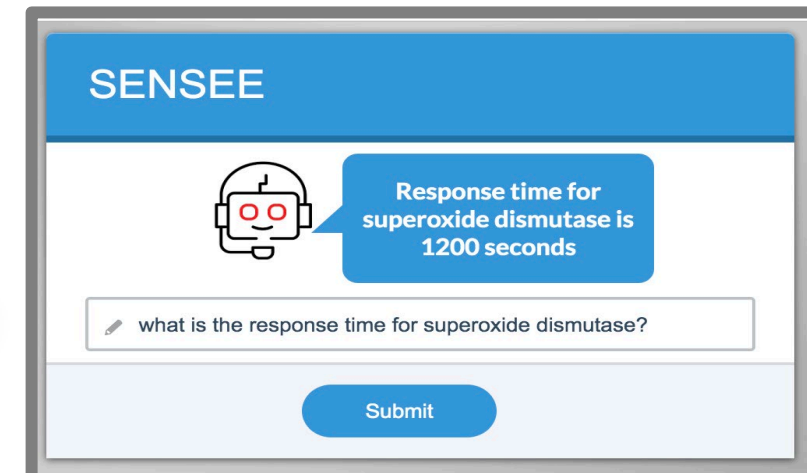 SENSEE
Response time for
superoxide dismutase is
1200 seconds
what is the response time for superoxide dismutase?
Submit